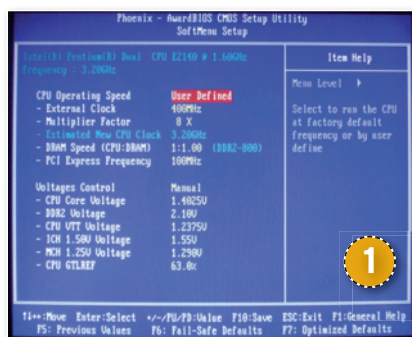 Phoenix - AwardBIOS CMOS Setup Utility
SoftMenu Setup
Intel(R) Pentium(R) Dual CPU E2140 @ 1.60GHz
Frequency : 3.20GHz
CPU Operating Speed User Defined
- External Clock 400MHz
- Multiplier Factor 8 X
- Estimated New CPU Clock 3.20GHz
- DRAM Speed (CPU:DRAM) 1:1.00 (DDR2-800)
- PCI Express Frequency 100MHz
Voltages Control Manual
- CPU Core Voltage 1.4025V
- DDR2 Voltage 2.10V
- CPU VTT Voltage 1.2375V
- ICH 1.50V Voltage 1.55V
- MCH 1.25V Voltage 1.290V
- CPU GTLREF 63.0%
Item Help
Menu Level
Select to run the CPU
at factory default
frequency or by user
define
1
↑↓↔:Move Enter:Select +/-/PU/PD:Value F10:Save ESC:Exit F1:General Help
F5: Previous Values F6: Fail-Safe Defaults F7: Optimized Defaults